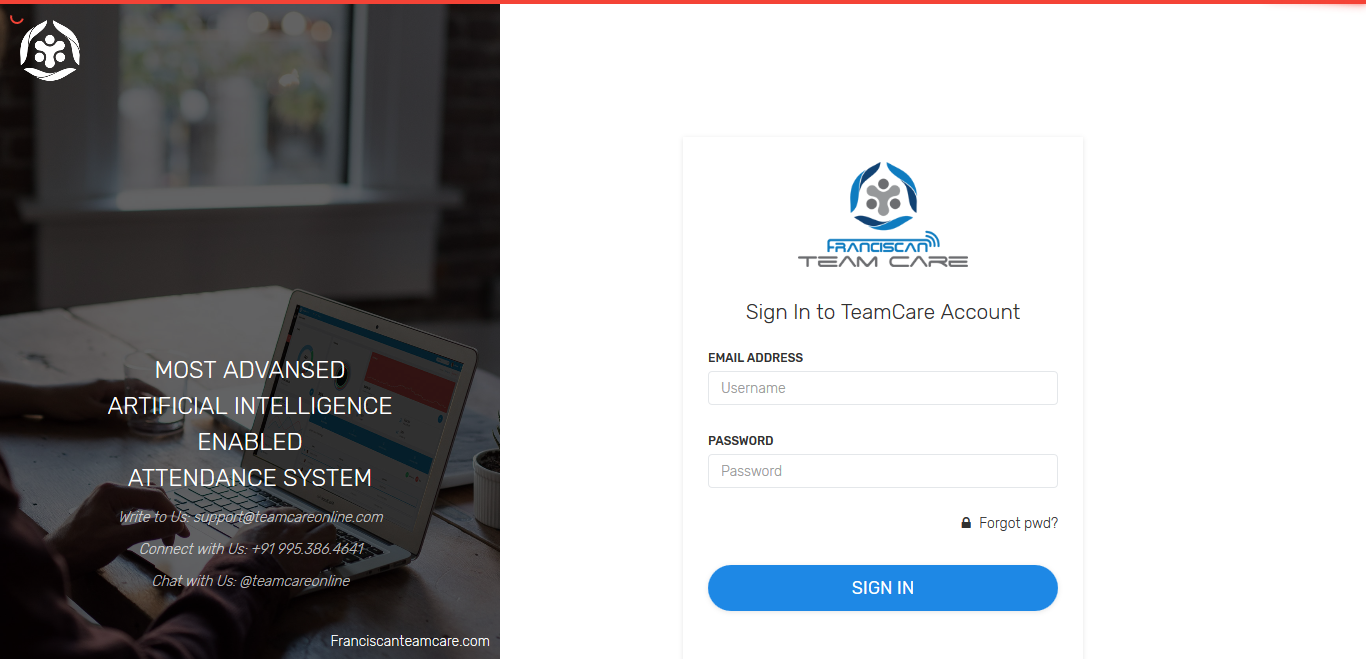 MOST ADVANSED
ARTIFICIAL INTELLIGENCE
ENABLED
ATTENDANCE SYSTEM
Write to Us: support@teamcareonline.com
Connect with Us: +91 995.386.4641
Chat with Us: @teamcareonline
Franciscanteamcare.com
FRANCISCAN
TEAM CARE
Sign In to TeamCare Account
EMAIL ADDRESS
Username
PASSWORD
Password
Forgot pwd?
SIGN IN